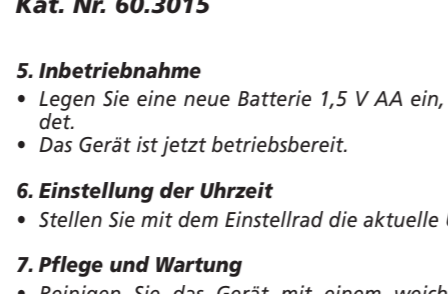 Kat. Nr. 60.3015
5. Inbetriebnahme
• Legen Sie eine neue Batterie 1,5 V AA ein,
det.
• Das Gerät ist jetzt betriebsbereit.
6. Einstellung der Uhrzeit
• Stellen Sie mit dem Einstellrad die aktuelle
7. Pflege und Wartung
• Reinigen Sie das Gerät mit einem